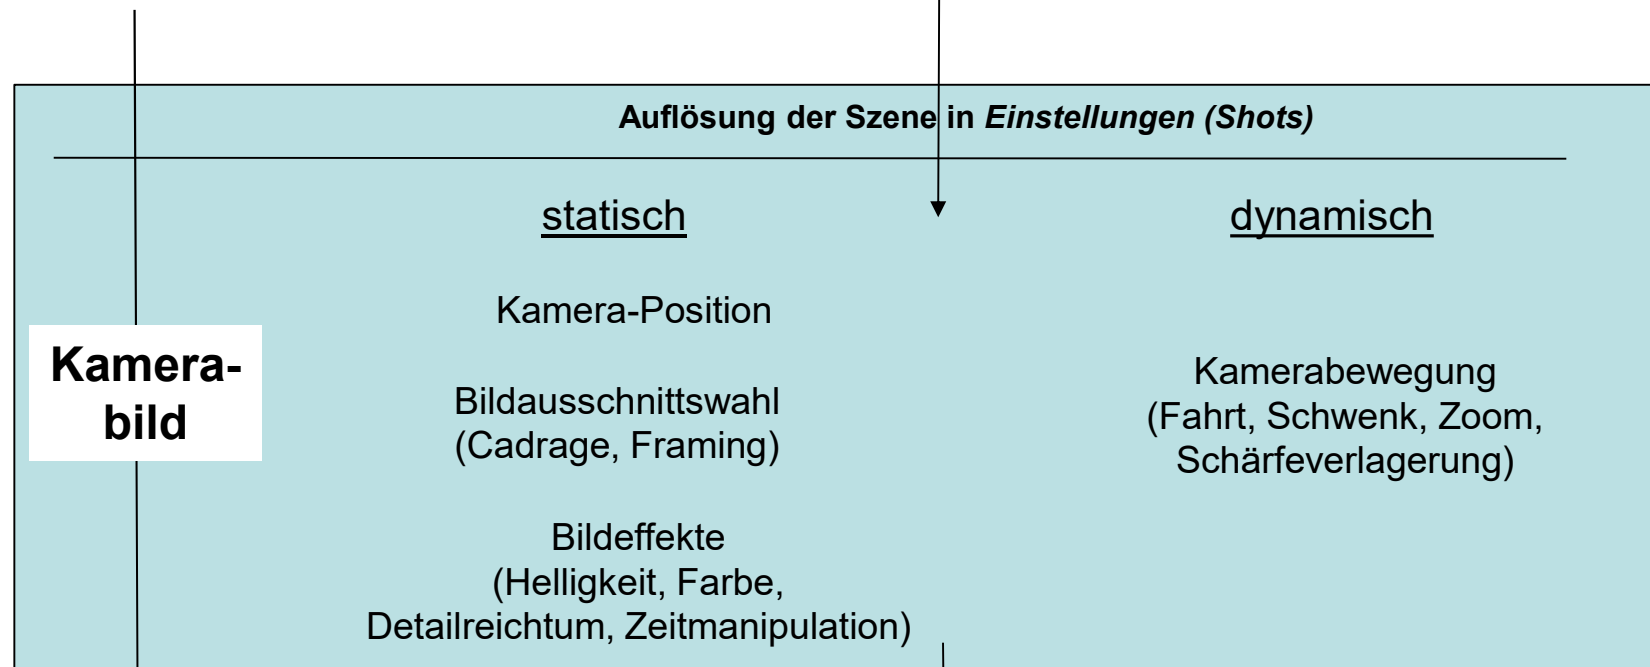 Auflösung der Szene in Einstellungen (Shots)
statisch
dynamisch
Kamera-
bild
Kamera-Position
Bildausschnittswahl
(Cadrage, Framing)
Bildeffekte
(Helligkeit, Farbe,
Detailreichtum, Zeitmanipulation)
Kamerabewegung
(Fahrt, Schwenk, Zoom,
Schärfeverlagerung)